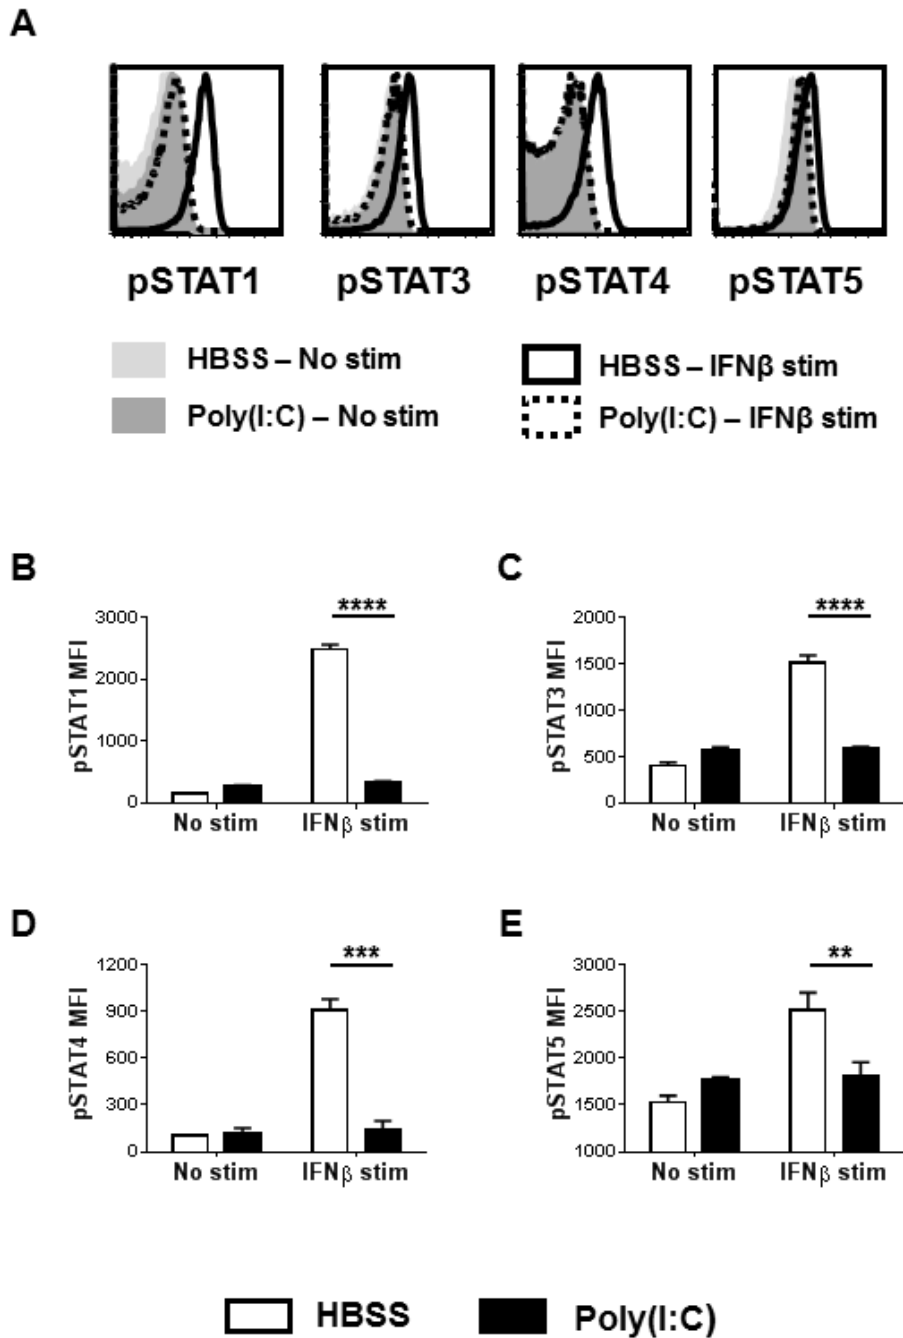 A
pSTAT1 pSTAT3 pSTAT4 pSTAT5
HBSS – No stim HBSS – IFNβ stim
Poly(I:C) – No stim Poly(I:C) – IFNβ stim
B
pSTAT1 MFI
3000
2000
1000
0
****
No stim IFNβ stim
C
pSTAT3 MFI
2000
1500
1000
500
0
****
No stim IFNβ stim
D
pSTAT4 MFI
1200
900
600
300
0
***
No stim IFNβ stim
E
pSTAT5 MFI
3000
2500
2000
1500
1000
**
No stim IFNβ stim
HBSS Poly(I:C)